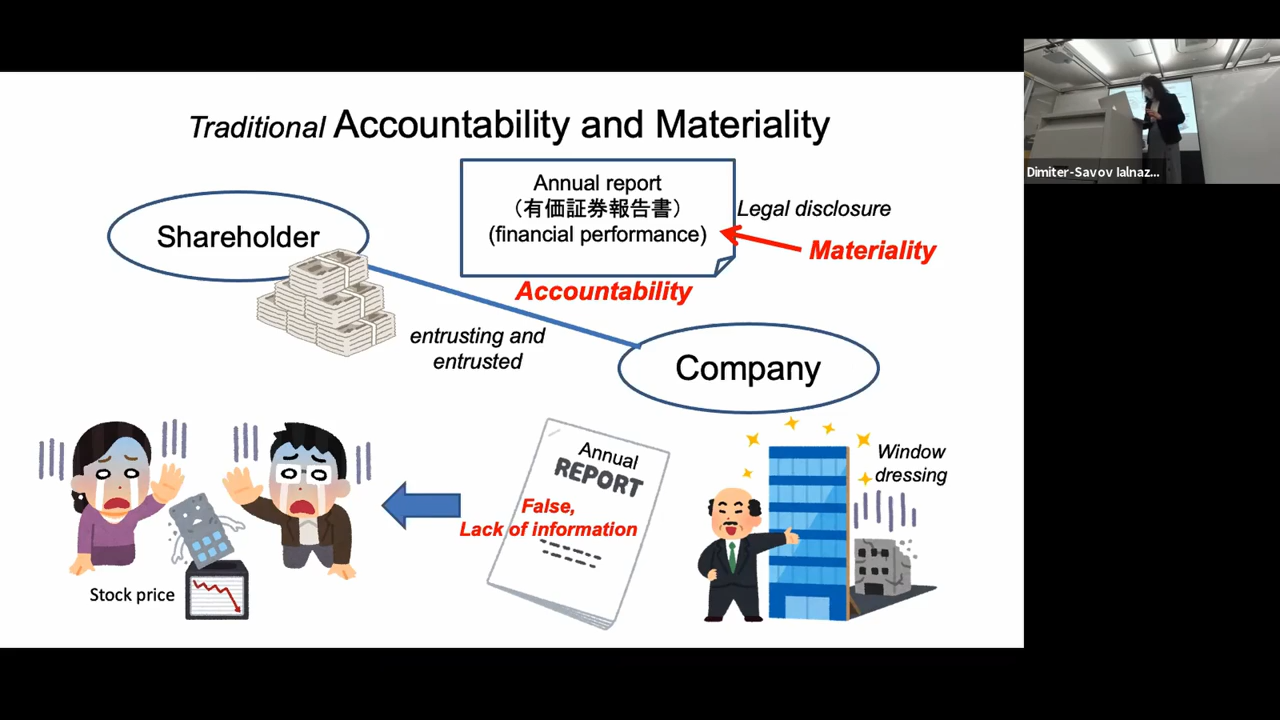 Traditional Accountability and Materiality
Shareholder
Annual report
（有価証券報告書）
(financial performance)
Legal disclosure
Materiality
Accountability
entrusting and
entrusted
Company
Annual
REPORT
False,
Lack of information
Window
dressing
Stock price
Dimiter-Savov Ialnaz...